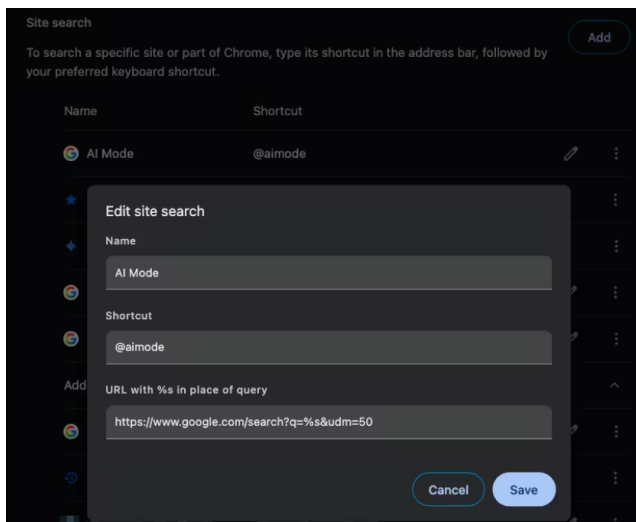 Site search
Add
To search a specific site or part of Chrome, type its shortcut in the address bar, followed by
your preferred keyboard shortcut.
Name Shortcut
AI Mode @aimode
Edit site search
Name
AI Mode
Shortcut
@aimode
Add
URL with %s in place of query
https://www.google.com/search?q=%s&udm=50
Cancel Save